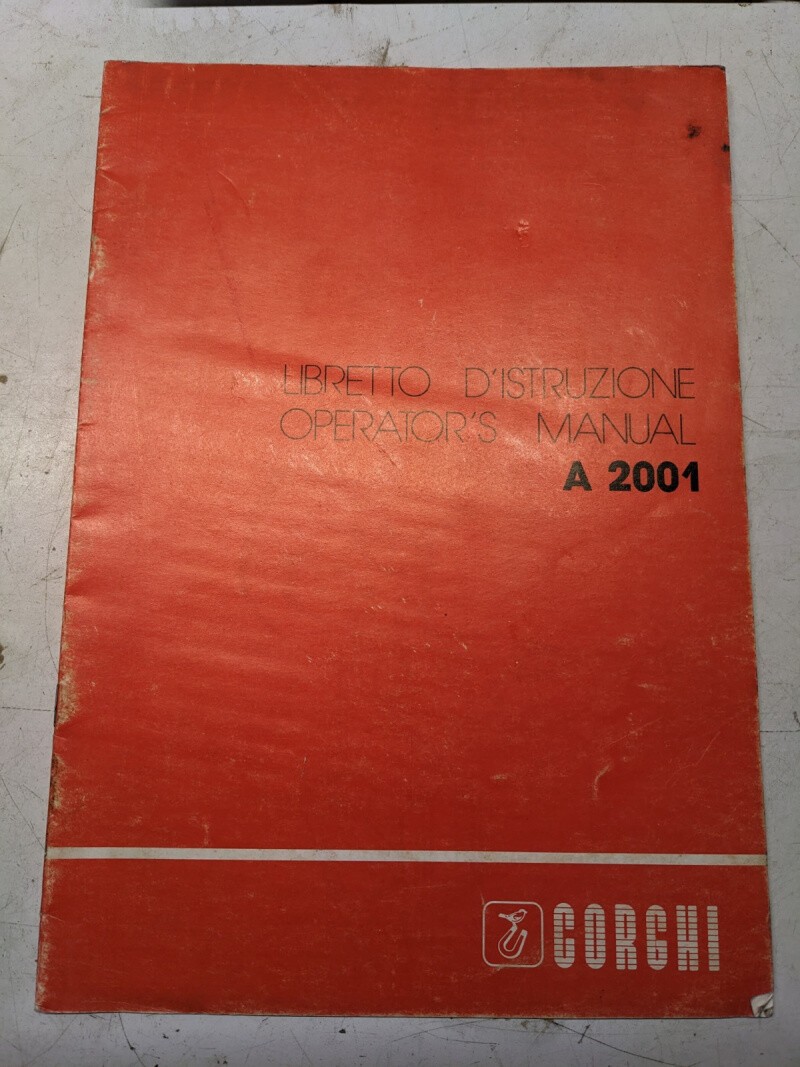 LIBRETTO D'ISTRUZIONE
OPERATOR'S MANUAL
A 2001
CORGHI